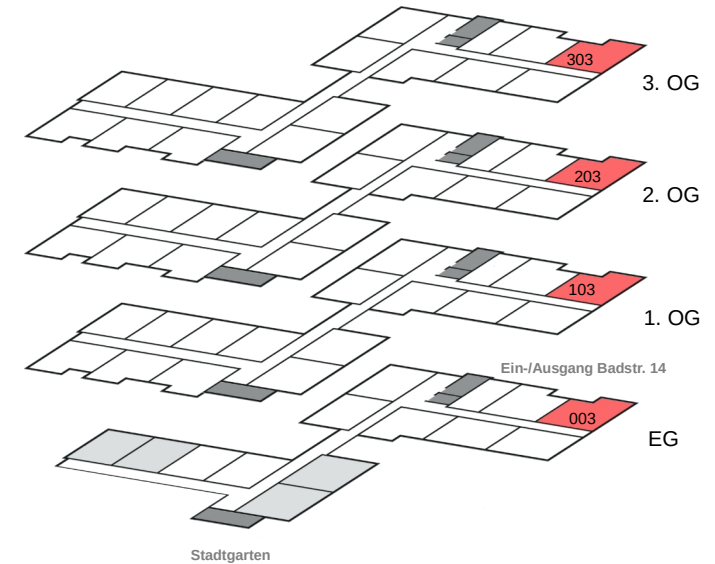 303
3. OG
203
2. OG
103
1. OG
Ein-/Ausgang Badstr. 14
003
EG
Stadtgarten